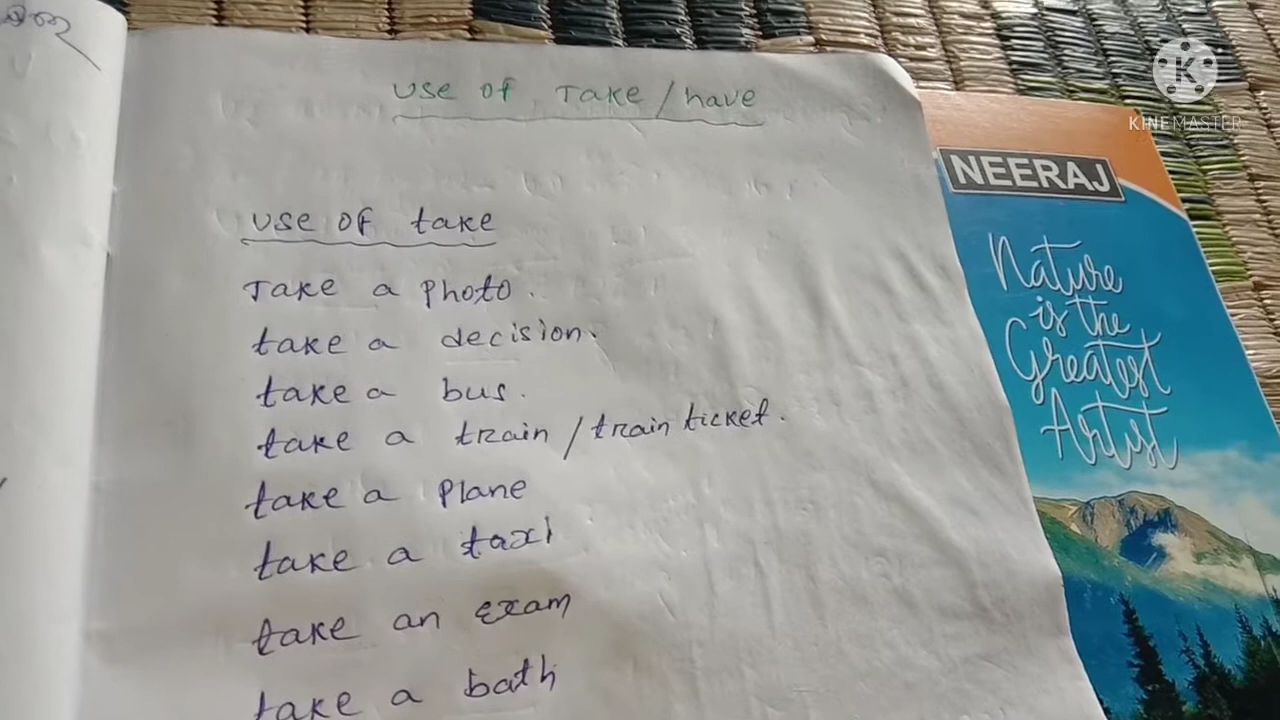 use of Take/have
use of take
Take a photo.
take a decision.
take a bus.
take a train/train ticket.
take a plane
take a taxi
take an exam
take a bath
NEERAJ
Nature
is the
Greatest
Artist
KINEMASTER